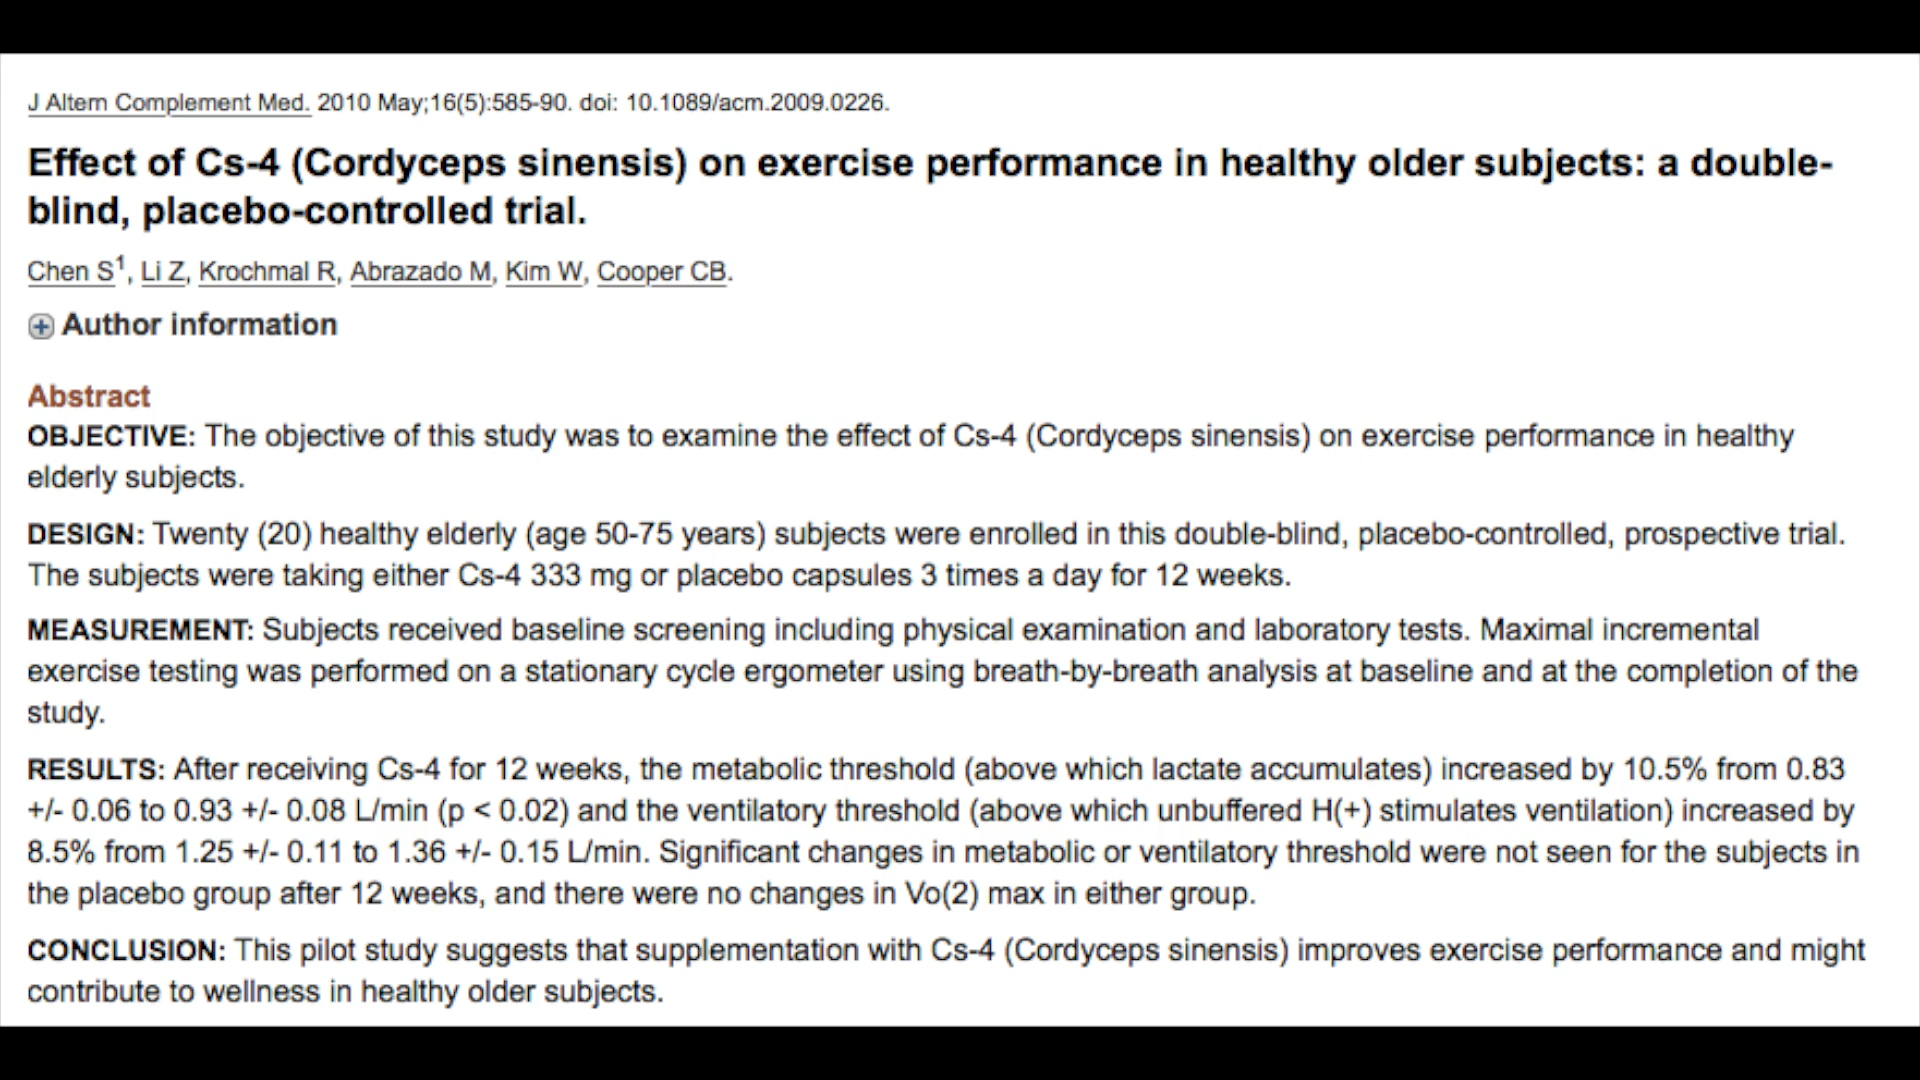 J Altern Complement Med. 2010 May;16(5):585-90. doi: 10.1089/acm.2009.0226.
Effect of Cs-4 (Cordyceps sinensis) on exercise performance in healthy older subjects: a double-
blind, placebo-controlled trial.
Chen S1, Li Z, Krochmal R, Abrazado M, Kim W, Cooper CB.
Author information
Abstract
OBJECTIVE: The objective of this study was to examine the effect of Cs-4 (Cordyceps sinensis) on exercise performance in healthy
elderly subjects.
DESIGN: Twenty (20) healthy elderly (age 50-75 years) subjects were enrolled in this double-blind, placebo-controlled, prospective trial.
The subjects were taking either Cs-4 333 mg or placebo capsules 3 times a day for 12 weeks.
MEASUREMENT: Subjects received baseline screening including physical examination and laboratory tests. Maximal incremental
exercise testing was performed on a stationary cycle ergometer using breath-by-breath analysis at baseline and at the completion of the
study.
RESULTS: After receiving Cs-4 for 12 weeks, the metabolic threshold (above which lactate accumulates) increased by 10.5% from 0.83
+/- 0.06 to 0.93 +/- 0.08 L/min (p < 0.02) and the ventilatory threshold (above which unbuffered H(+) stimulates ventilation) increased by
8.5% from 1.25 +/- 0.11 to 1.36 +/- 0.15 L/min. Significant changes in metabolic or ventilatory threshold were not seen for the subjects in
the placebo group after 12 weeks, and there were no changes in Vo(2) max in either group.
CONCLUSION: This pilot study suggests that supplementation with Cs-4 (Cordyceps sinensis) improves exercise performance and might
contribute to wellness in healthy older subjects.